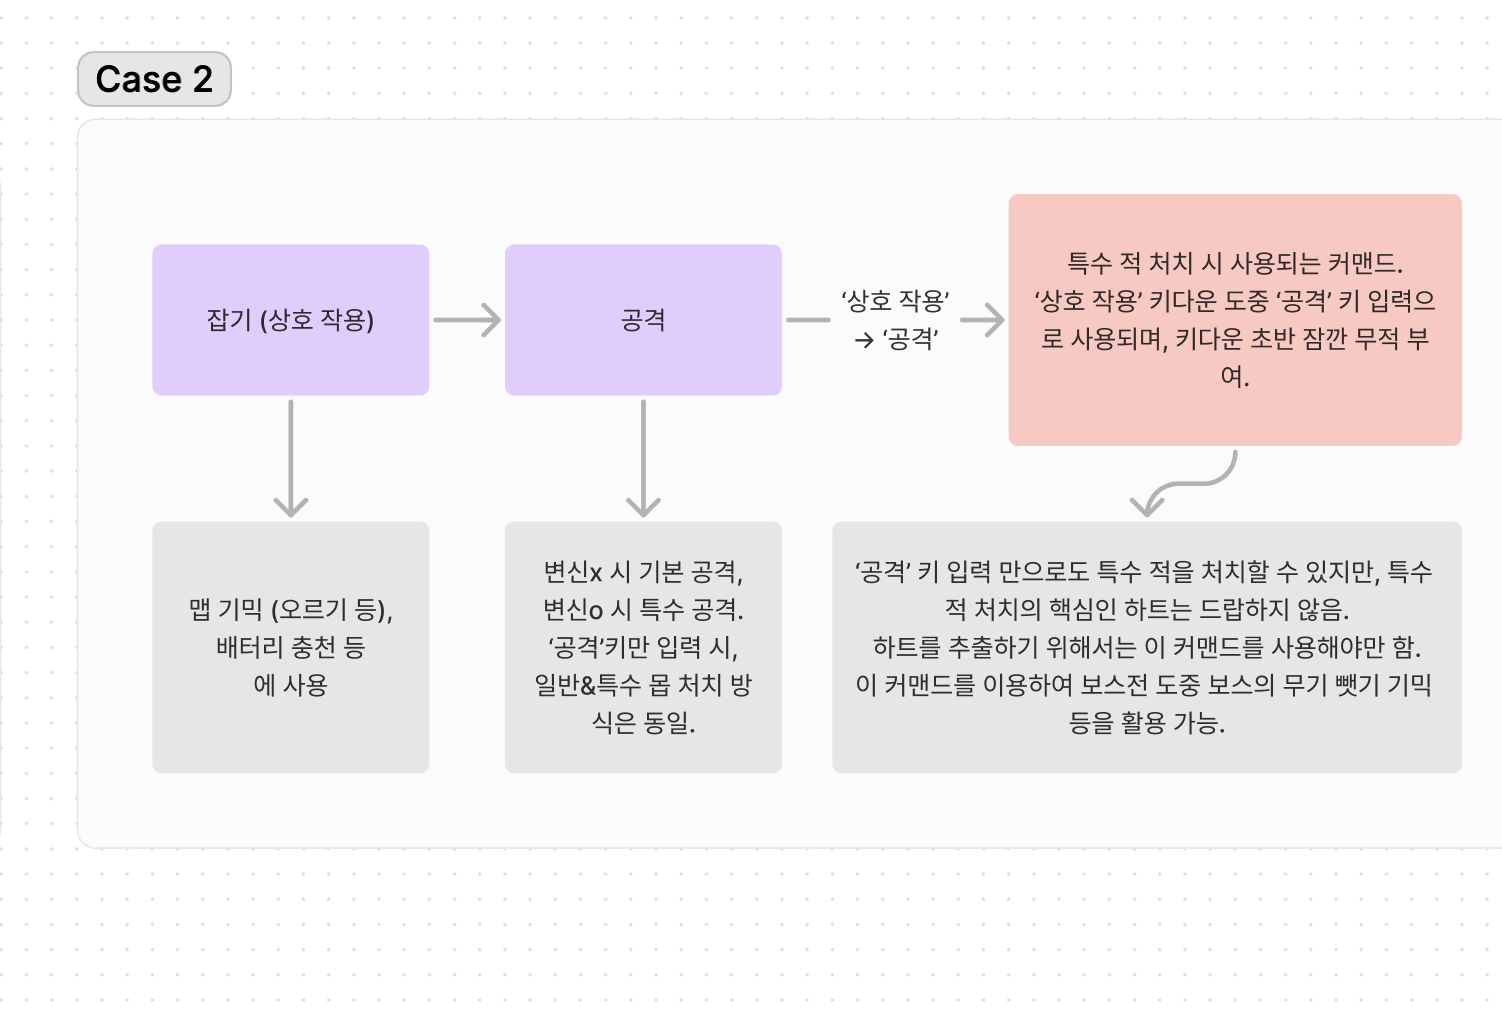 Case 2
잡기 (상호 작용)
공격
‘상호 작용’
→ ‘공격’
특수 적 처치 시 사용되는 커맨드.
‘상호 작용’ 키다운 도중 ‘공격’ 키 입력으
로 사용되며, 키다운 초반 잠깐 무적 부
여.
맵 기믹 (오르기 등),
배터리 충천 등
에 사용
변신x 시 기본 공격,
변신o 시 특수 공격.
‘공격’키만 입력 시,
일반&특수 몹 처치 방
식은 동일.
‘공격’ 키 입력 만으로도 특수 적을 처치할 수 있지만, 특수
적 처치의 핵심인 하트는 드랍하지 않음.
하트를 추출하기 위해서는 이 커맨드를 사용해야만 함.
이 커맨드를 이용하여 보스전 도중 보스의 무기 뺏기 기믹
등을 활용 가능.